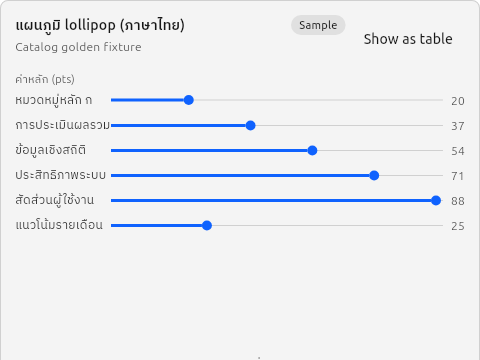 แผนภูมิ lollipop (ภาษาไทย)
Sample
Show as table
Catalog golden fixture
ค่าหลัก (pts)
หมวดหมู่หลัก ก 20
การประเมินผลรวม 37
ข้อมูลเชิงสถิติ 54
ประสิทธิภาพระบบ 71
สัดส่วนผู้ใช้งาน 88
แนวโน้มรายเดือน 25